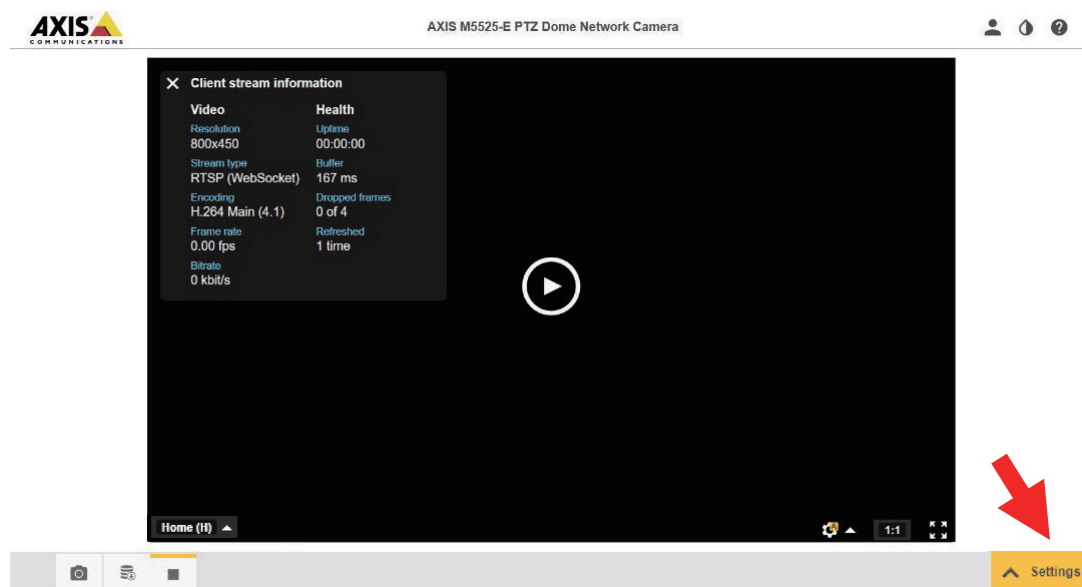 AXIS
COMMUNICATIONS
AXIS M5525-E PTZ Dome Network Camera
Client stream information
Video Health
Resolution Uptime
800x450 00:00:00
Stream type Buffer
RTSP (WebSocket) 167 ms
Encoding Dropped frames
H.264 Main (4.1) 0 of 4
Frame rate Refreshed
0.00 fps 1 time
Bitrate
0 kbit/s
Home (H) 1:1
Settings